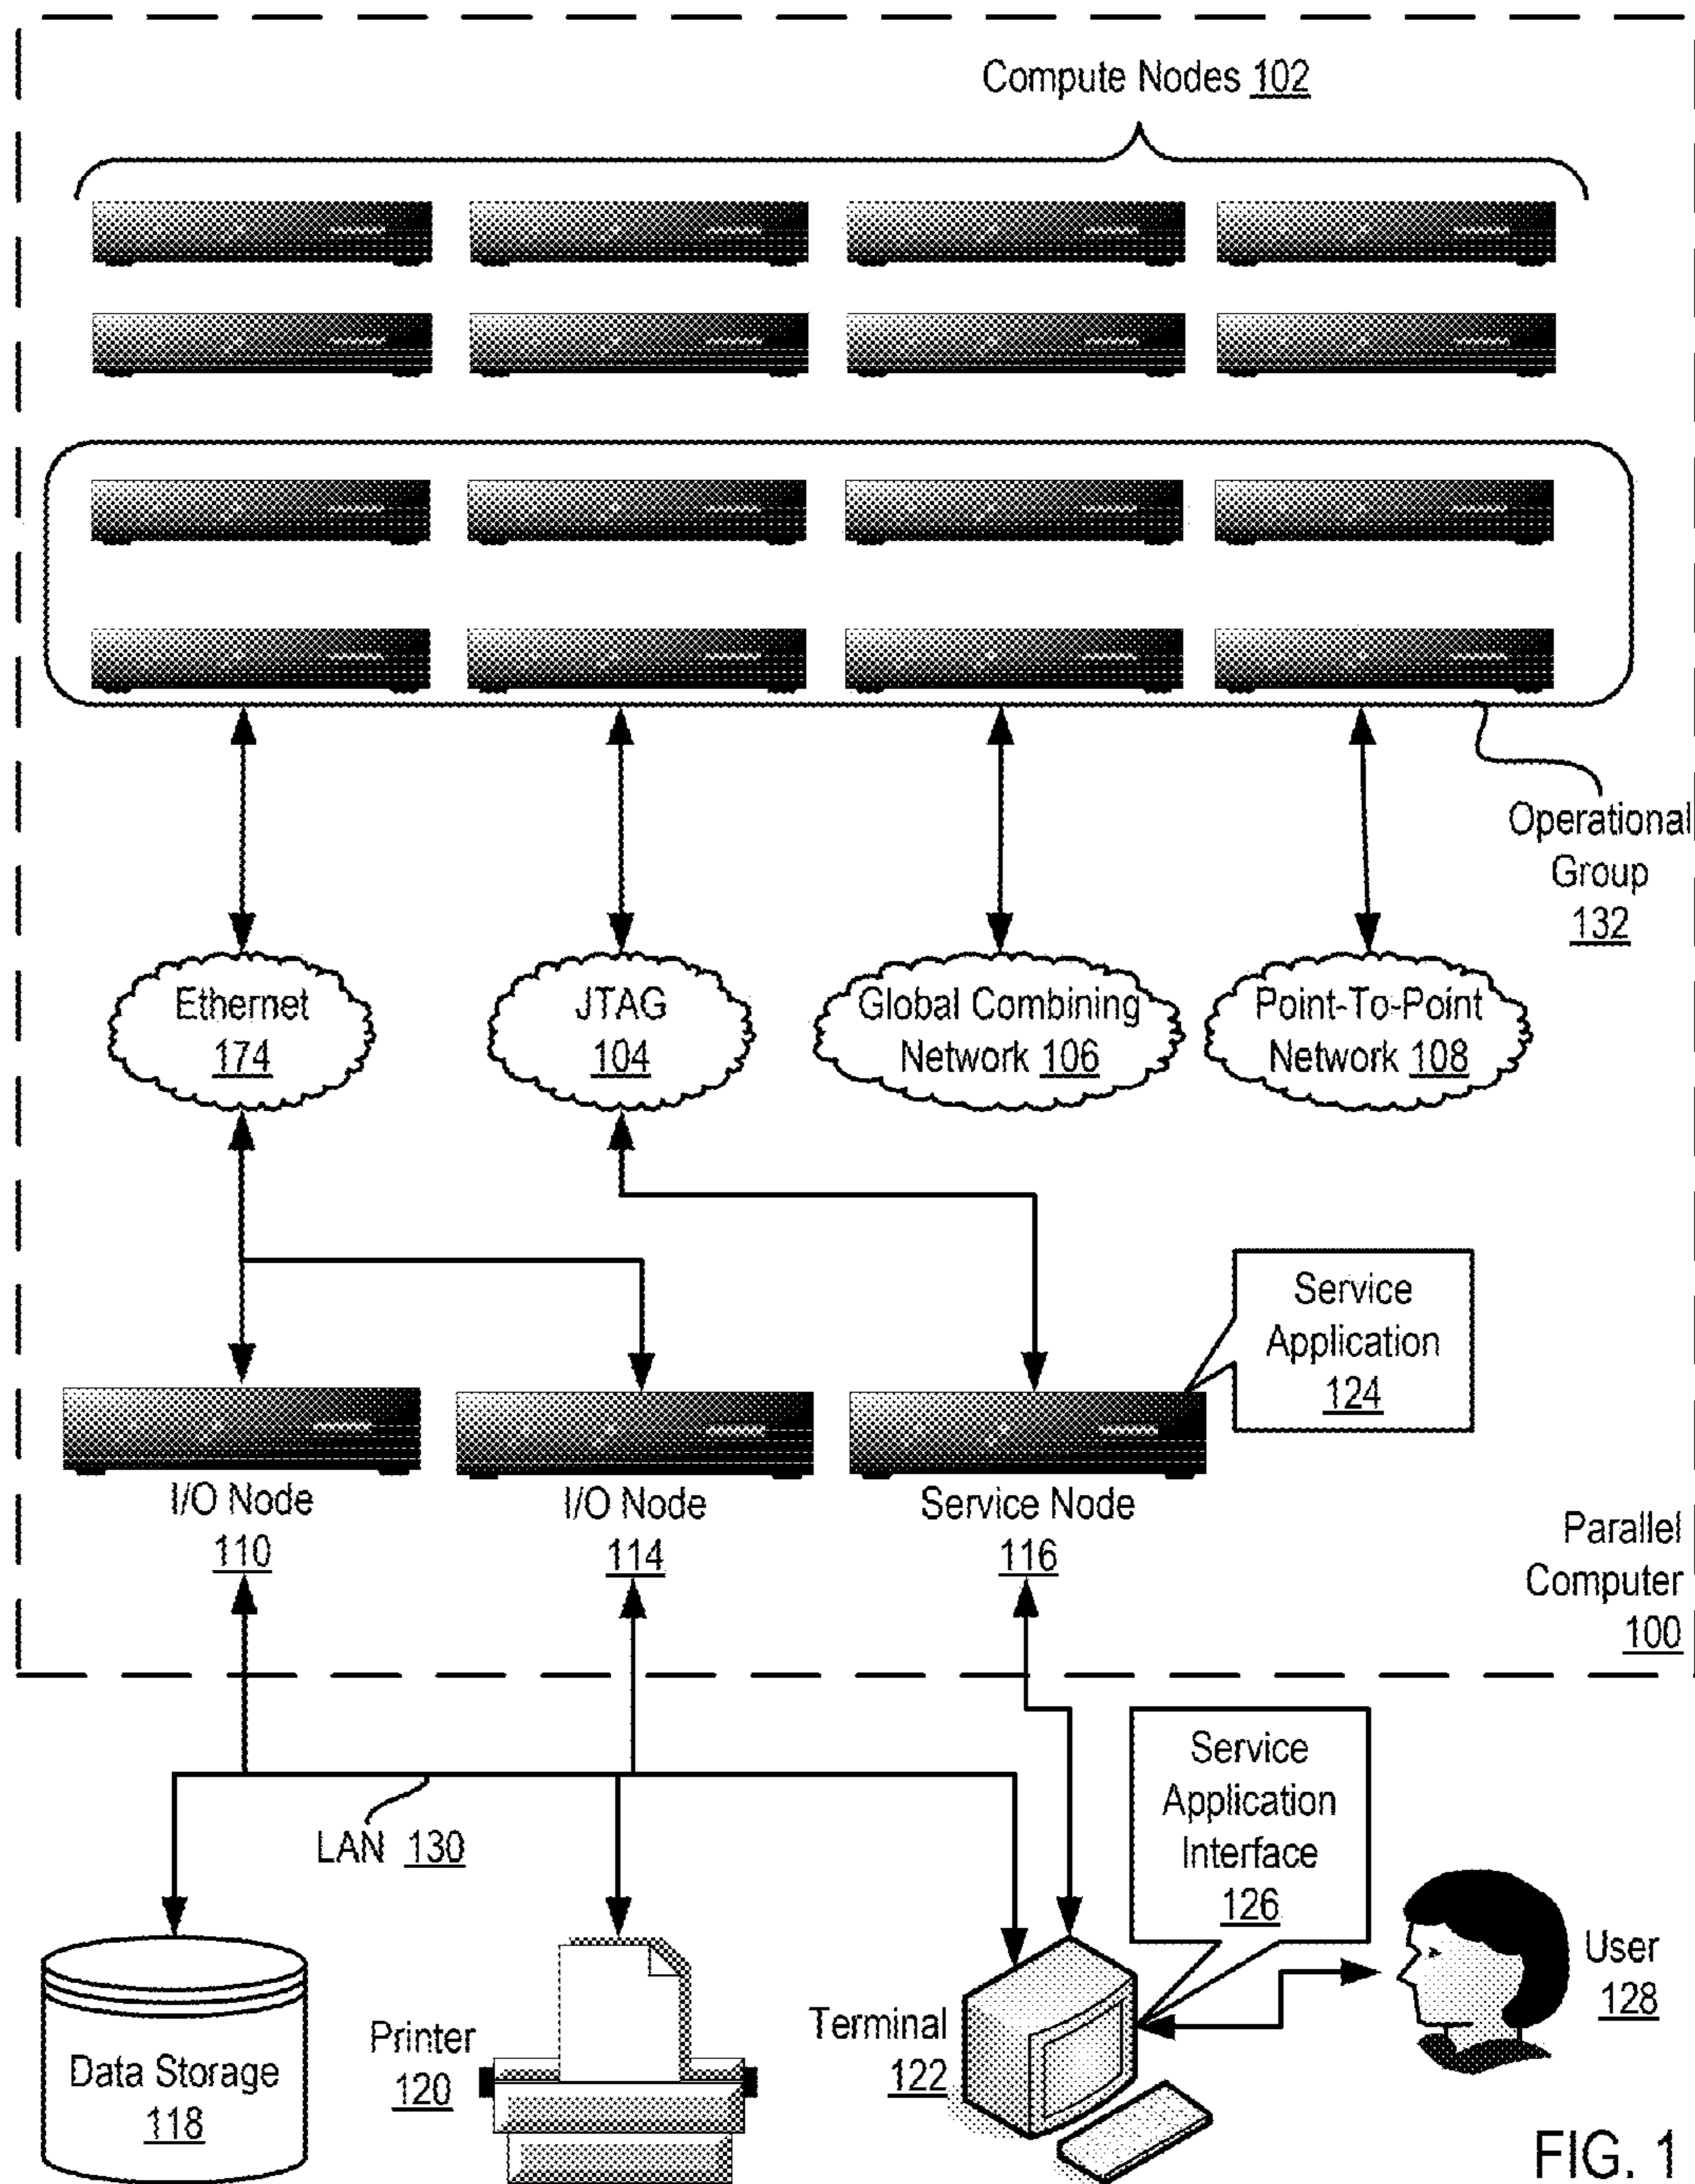 Compute Nodes 102
Operational
Group
132
Ethernet
174
JTAG
104
Global Combining
Network 106
Point-To-Point
Network 108
Service
Application
124
I/O Node
110
I/O Node
114
Service Node
116
Parallel
Computer
100
LAN 130
Service
Application
Interface
126
User
128
Data Storage
118
Printer
120
Terminal
122
FIG. 1